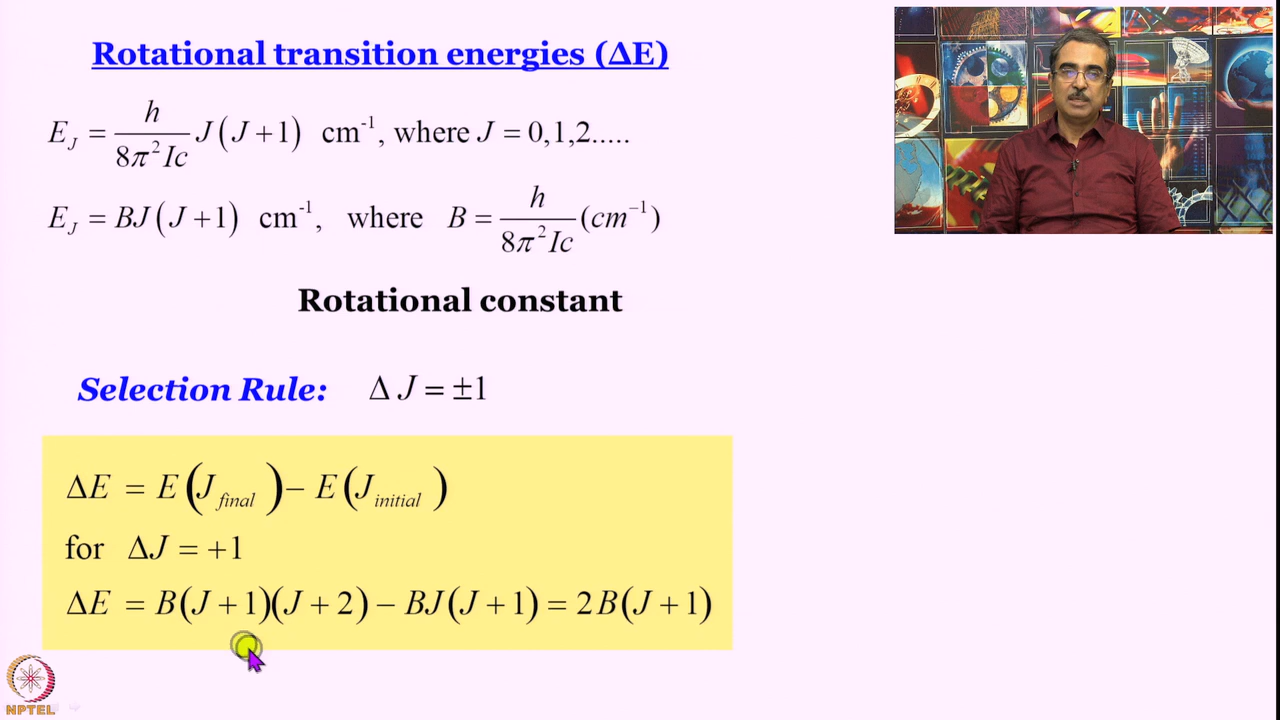 Rotational transition energies (ΔE)
E_J = h / 8π²Ic J(J+1) cm⁻¹, where J = 0,1,2.....
E_J = BJ(J+1) cm⁻¹, where B = h / 8π²Ic (cm⁻¹)
Rotational constant
Selection Rule: Δ J = ±1
ΔE = E(J_final) − E(J_initial)
for ΔJ = +1
ΔE = B(J+1)(J+2) − BJ(J+1) = 2B(J+1)
NPTEL